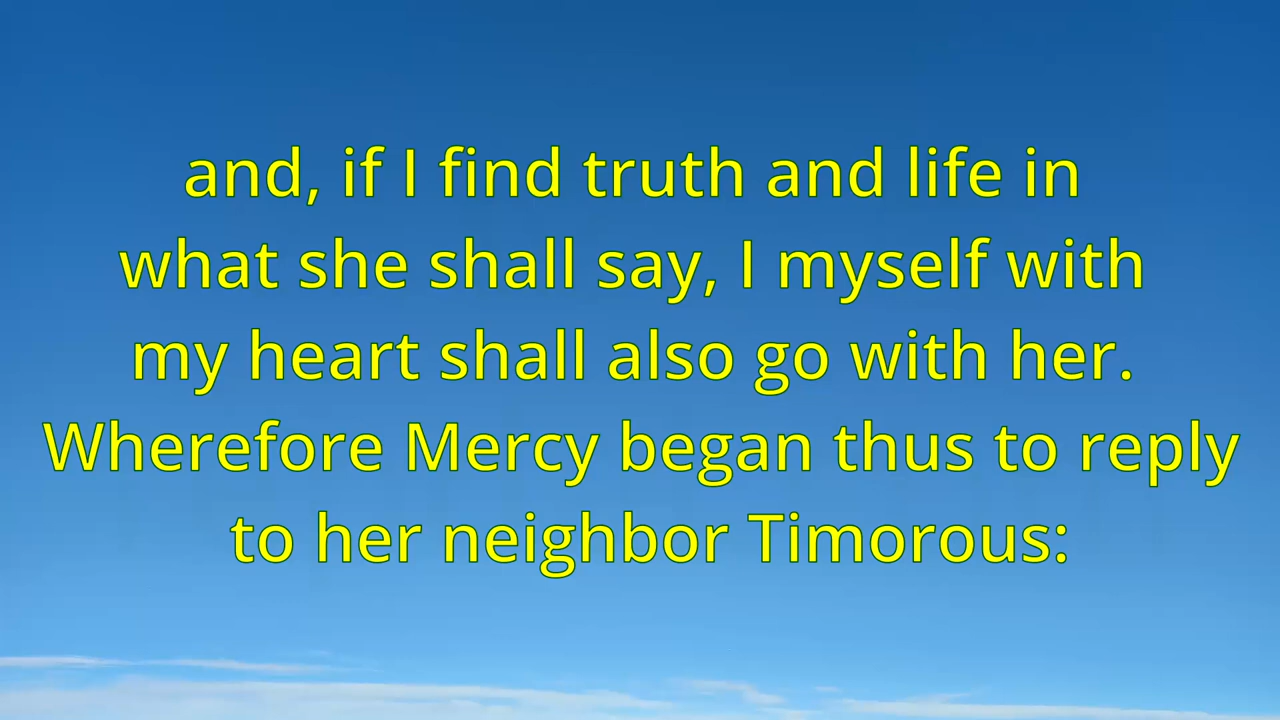 and, if I find truth and life in
what she shall say, I myself with
my heart shall also go with her.
Wherefore Mercy began thus to reply
to her neighbor Timorous: